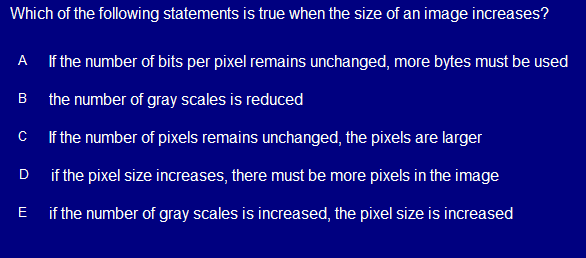 Which of the following statements is true when the size of an image increases?
A If the number of bits per pixel remains unchanged, more bytes must be used
B the number of gray scales is reduced
C If the number of pixels remains unchanged, the pixels are larger
D if the pixel size increases, there must be more pixels in the image
E if the number of gray scales is increased, the pixel size is increased